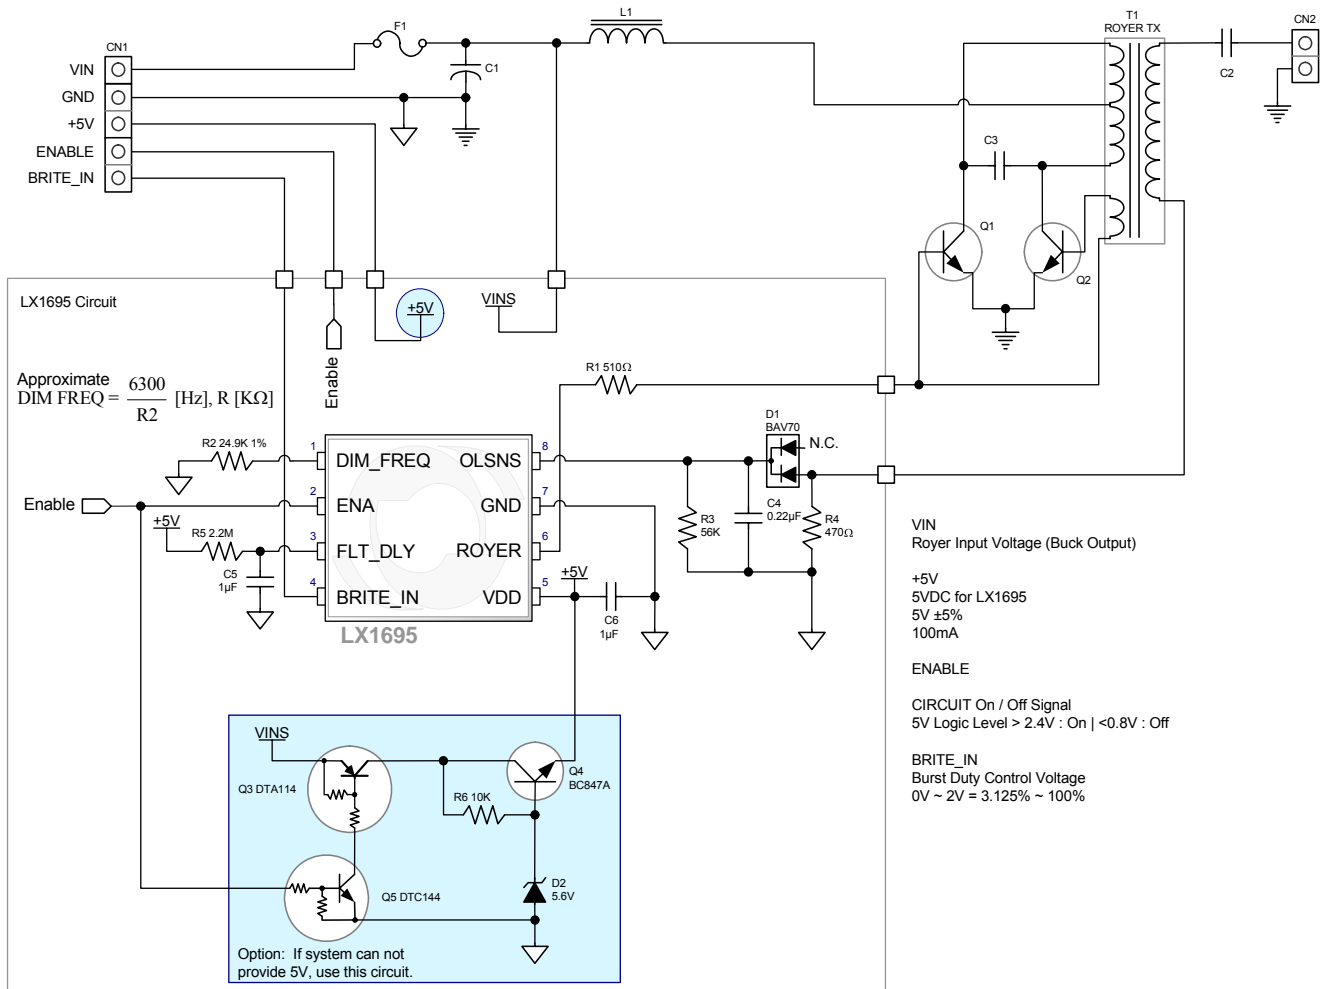 F1
L1
T1
ROYER TX
CN2
CN1
VIN
C1
C2
GND
+5V
ENABLE
BRITE_IN
C3
Q1
Q2
LX1695 Circuit
+5V
VINS
Enable
Approximate
DIM FREQ = 6300 / R2 [Hz], R [KΩ]
R1 510Ω
D1
BAV70
N.C.
R2 24.9K 1%
1
DIM_FREQ
OLSNS
8
Enable
2
ENA
GND
7
R3
56K
C4
0.22µF
R4
470Ω
+5V
R5 2.2M
3
FLT_DLY
ROYER
6
C5
1µF
+5V
4
BRITE_IN
VDD
5
C6
1µF
LX1695
VIN
Royer Input Voltage (Buck Output)
+5V
5VDC for LX1695
5V ±5%
100mA
ENABLE
CIRCUIT On / Off Signal
5V Logic Level > 2.4V : On | <0.8V : Off
BRITE_IN
Burst Duty Control Voltage
0V ~ 2V = 3.125% ~ 100%
VINS
Q3 DTA114
Q4
BC847A
R6 10K
Q5 DTC144
D2
5.6V
Option: If system can not
provide 5V, use this circuit.